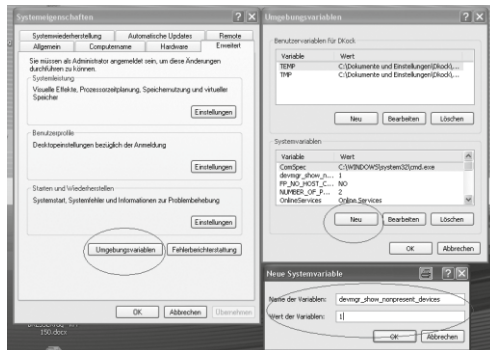 Systemeigenschaften
Systemwiederherstellung
Automatische Updates
Remote
Allgemein
Computername
Hardware
Erweitert
Sie müssen als Administrator angemeldet sein, um diese Änderungen
durchführen zu können.
Systemleistung
Visuelle Effekte, Prozessorzeitplanung, Speichernutzung und virtueller
Speicher
Einstellungen
Benutzerprofile
Desktopeinstellungen bezüglich der Anmeldung
Einstellungen
Starten und Wiederherstellen
Systemstart, Systemfehler und Informationen zur Problembehebung
Einstellungen
Umgebungsvariablen
Fehlerberichterstattung
OK
Abbrechen
Übernehmen
150.docx
Umgebungsvariablen
Benutzervariablen für DKock
Variable Wert
TEMP C:\Dokumente und Einstellungen\DKock\...
TMP C:\Dokumente und Einstellungen\DKock\...
Neu
Bearbeiten
Löschen
Systemvariablen
Variable Wert
ComSpec C:\WINDOWS\system32\cmd.exe
devmgr_show_n... 1
FP_NO_HOST_C... NO
NUMBER_OF_P... 2
OnlineServices Online Services
Neu
Bearbeiten
Löschen
OK
Abbrechen
Neue Systemvariable
Name der Variablen: devmgr_show_nonpresent_devices
Wert der Variablen: 1
OK
Abbrechen